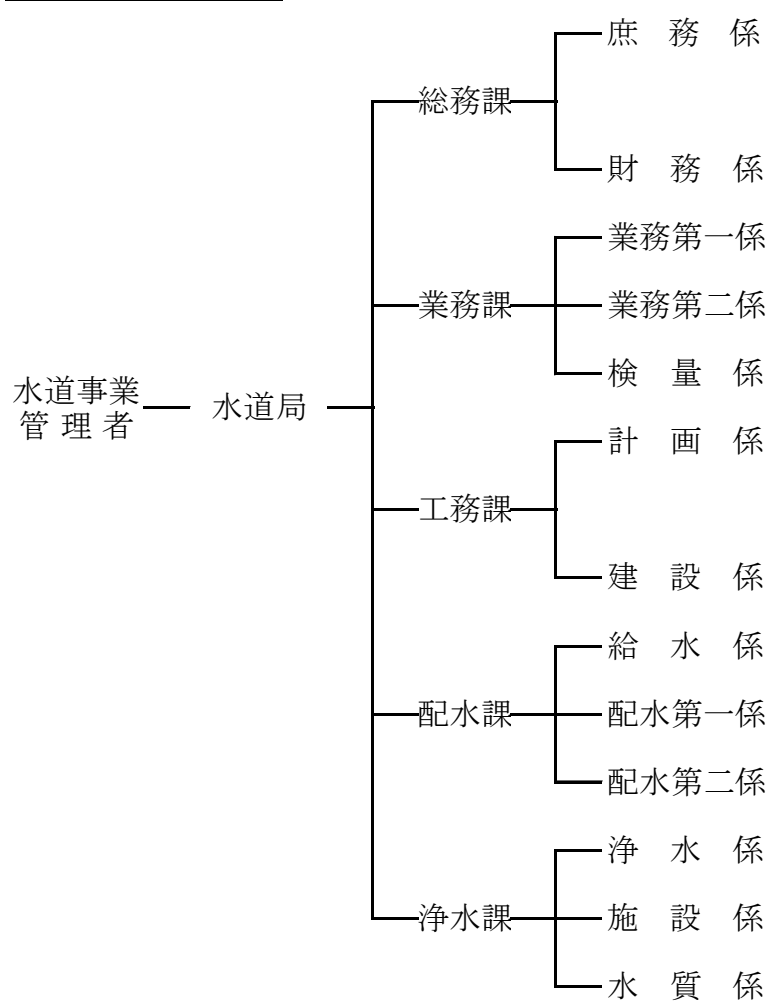 水道事業
管理者
水道局
総務課
庶務係
財務係
業務課
業務第一係
業務第二係
検量係
工務課
計画係
建設係
配水課
給水係
配水第一係
配水第二係
浄水課
浄水係
施設係
水質係